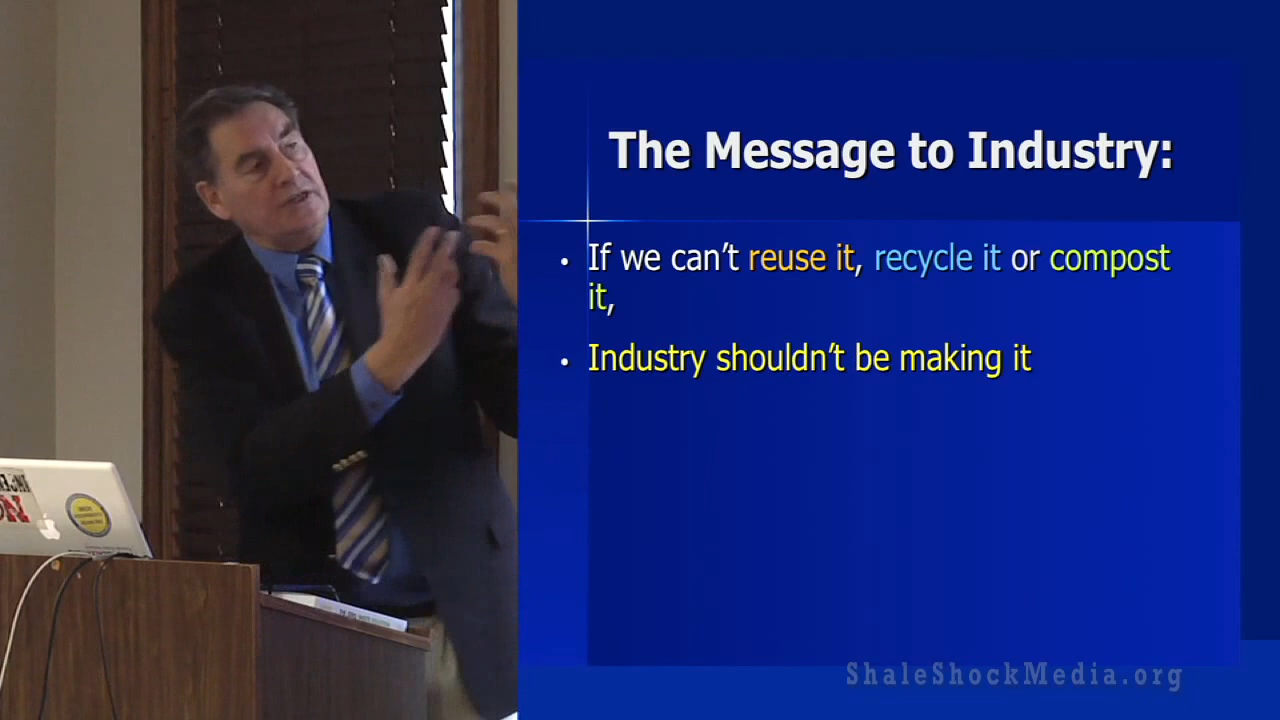 The Message to Industry:
• If we can't reuse it, recycle it or compost
it,
• Industry shouldn't be making it
ShaleShockMedia.org